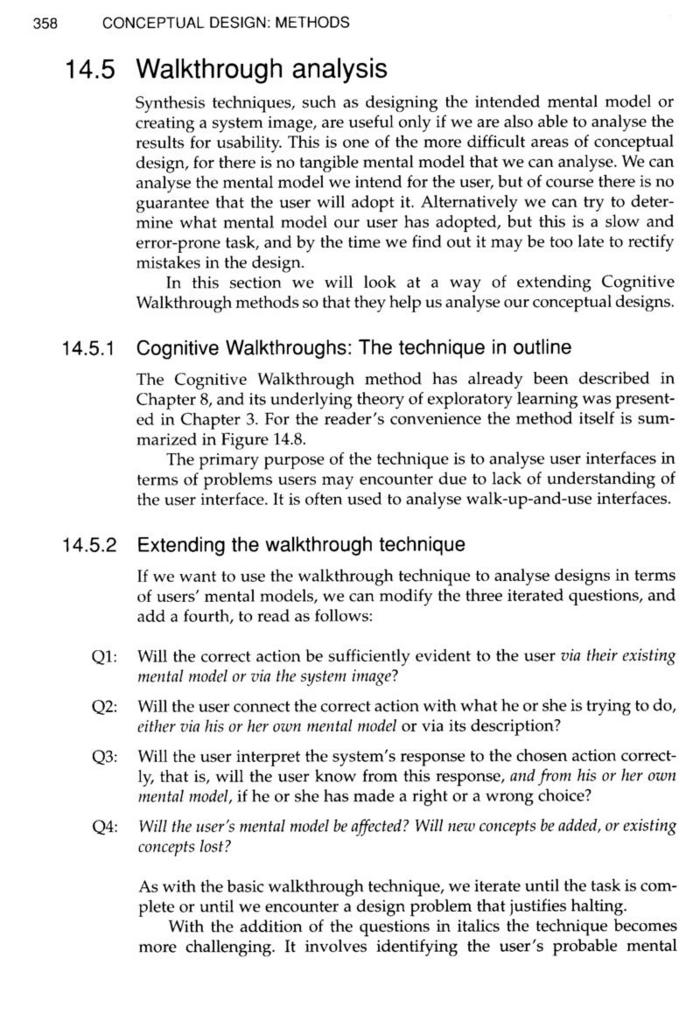 358 CONCEPTUAL DESIGN: METHODS
14.5 Walkthrough analysis
Synthesis techniques, such as designing the intended mental model or
creating a system image, are useful only if we are also able to analyse the
results for usability. This is one of the more difficult areas of conceptual
design, for there is no tangible mental model that we can analyse. We can
analyse the mental model we intend for the user, but of course there is no
guarantee that the user will adopt it. Alternatively we can try to deter-
mine what mental model our user has adopted, but this is a slow and
error-prone task, and by the time we find out it may be too late to rectify
mistakes in the design.
In this section we will look at a way of extending Cognitive
Walkthrough methods so that they help us analyse our conceptual designs.
14.5.1 Cognitive Walkthroughs: The technique in outline
The Cognitive Walkthrough method has already been described in
Chapter 8, and its underlying theory of exploratory learning was present-
ed in Chapter 3. For the reader's convenience the method itself is sum-
marized in Figure 14.8.
The primary purpose of the technique is to analyse user interfaces in
terms of problems users may encounter due to lack of understanding of
the user interface. It is often used to analyse walk-up-and-use interfaces.
14.5.2 Extending the walkthrough technique
If we want to use the walkthrough technique to analyse designs in terms
of users' mental models, we can modify the three iterated questions, and
add a fourth, to read as follows:
Q1: Will the correct action be sufficiently evident to the user via their existing
mental model or via the system image?
Q2: Will the user connect the correct action with what he or she is trying to do,
either via his or her own mental model or via its description?
Q3: Will the user interpret the system's response to the chosen action correct-
ly, that is, will the user know from this response, and from his or her own
mental model, if he or she has made a right or a wrong choice?
Q4: Will the user's mental model be affected? Will new concepts be added, or existing
concepts lost?
As with the basic walkthrough technique, we iterate until the task is com-
plete or until we encounter a design problem that justifies halting.
With the addition of the questions in italics the technique becomes
more challenging. It involves identifying the user's probable mental